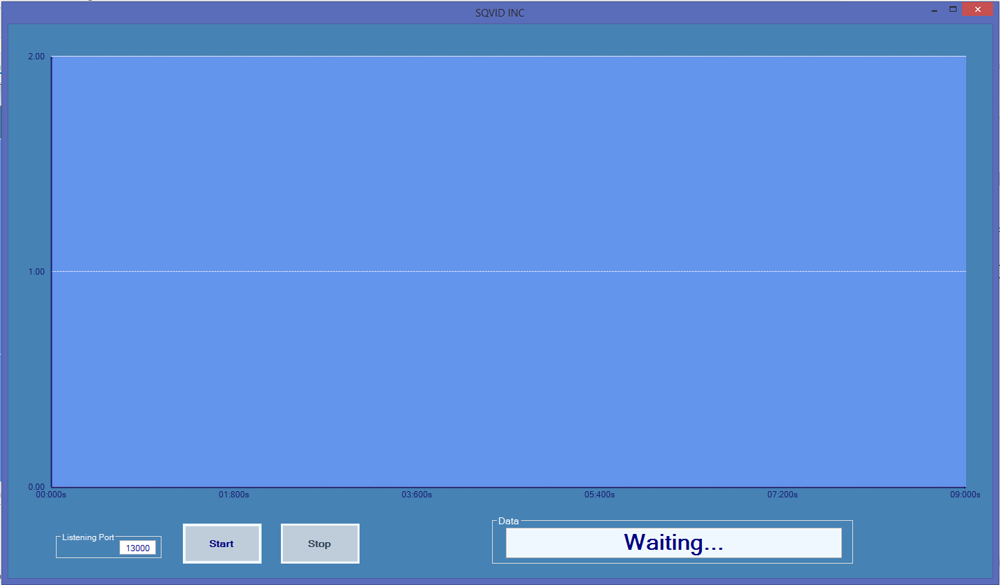 SQVID INC
2.00
1.00
0.00
00:000s 01:800s 03:600s 05:400s 07:200s 09:000s
Listening Port
13000
Start
Stop
Data
Waiting...